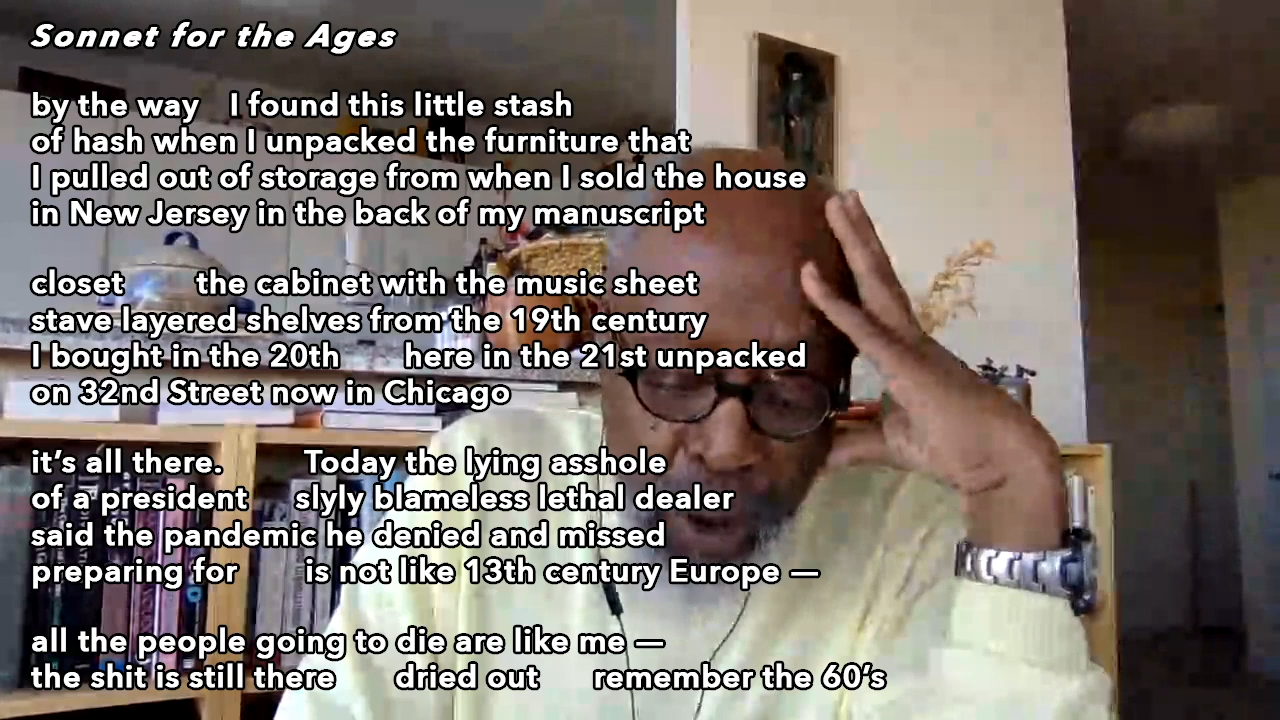 Sonnet for the Ages
by the way I found this little stash
of hash when I unpacked the furniture that
I pulled out of storage from when I sold the house
in New Jersey in the back of my manuscript
closet the cabinet with the music sheet
stave layered shelves from the 19th century
I bought in the 20th here in the 21st unpacked
on 32nd Street now in Chicago
it’s all there. Today the lying asshole
of a president slyly blameless lethal dealer
said the pandemic he denied and missed
preparing for is not like 13th century Europe —
all the people going to die are like me —
the shit is still there dried out remember the 60’s